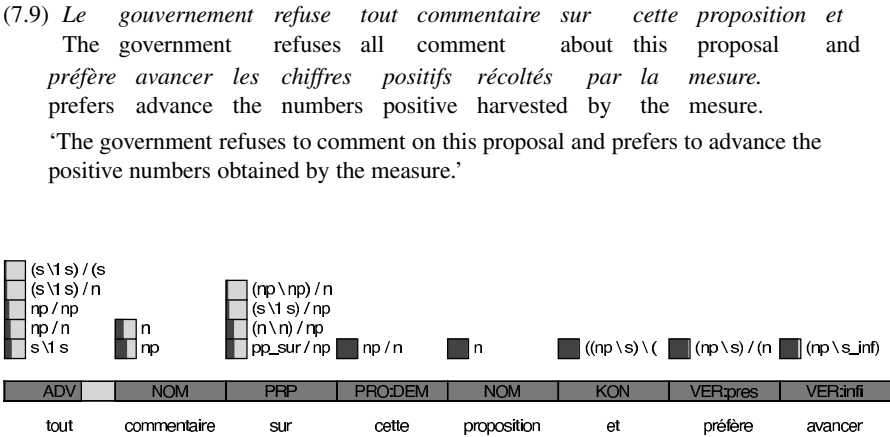 (7.9) Le gouvernement refuse tout commentaire sur cette proposition et
The government refuses all comment about this proposal and
préfère avancer les chiffres positifs récoltés par la mesure.
prefers advance the numbers positive harvested by the mesure.
‘The government refuses to comment on this proposal and prefers to advance the
positive numbers obtained by the measure.’
(s\1 s) / (s
(s\1 s) / n (np\np) / n
np / np (s\1 s) / np
np / n n (n\n) / np
s\1 s np pp_sur / np np / n n ((np\s)\( (np\s) / (n (np\s_inf)
ADV NOM PRP PRO:DEM NOM KON VER:pres VER:infi
tout commentaire sur cette proposition et préfère avancer